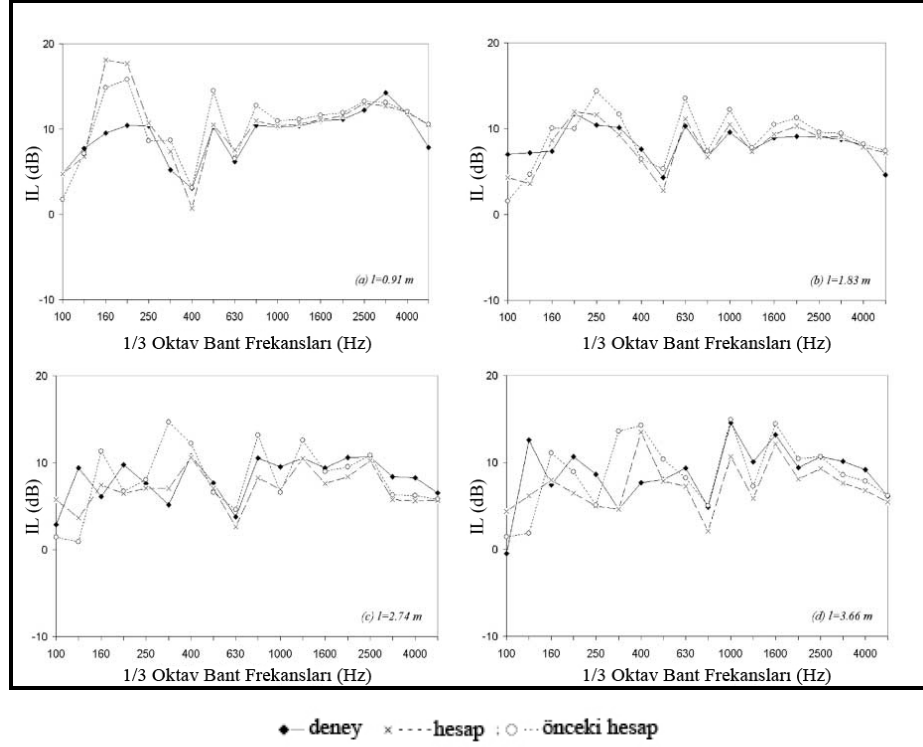 20
10
0
-10
IL (dB)
(a) l=0.91 m
100 160 250 400 630 1000 1600 2500 4000
1/3 Oktav Bant Frekansları (Hz)
20
10
0
-10
IL (dB)
(b) l=1.83 m
100 160 250 400 630 1000 1600 2500 4000
1/3 Oktav Bant Frekansları (Hz)
20
10
0
-10
IL (dB)
(c) l=2.74 m
100 160 250 400 630 1000 1600 2500 4000
1/3 Oktav Bant Frekansları (Hz)
20
10
0
-10
IL (dB)
(d) l=3.66 m
100 160 250 400 630 1000 1600 2500 4000
1/3 Oktav Bant Frekansları (Hz)
deney hesap ; önceki hesap